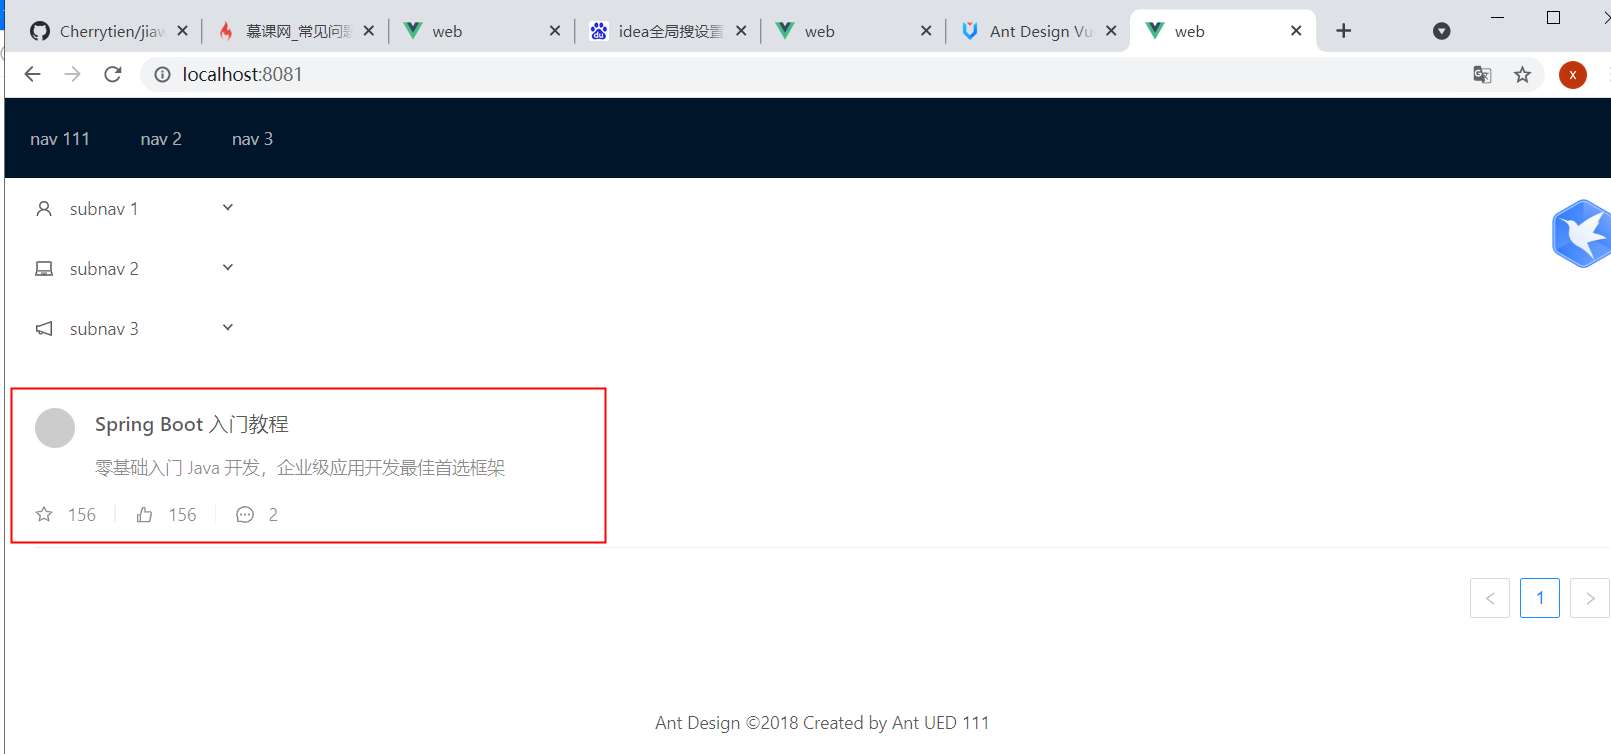 Cherrytien/jiaw
慕课网_常见问题
web
idea全局搜设置
web
Ant Design Vu
web
localhost:8081
x
nav 111
nav 2
nav 3
subnav 1
subnav 2
subnav 3
Spring Boot 入门教程
零基础入门 Java 开发，企业级应用开发最佳首选框架
156
156
2
1
Ant Design ©2018 Created by Ant UED 111